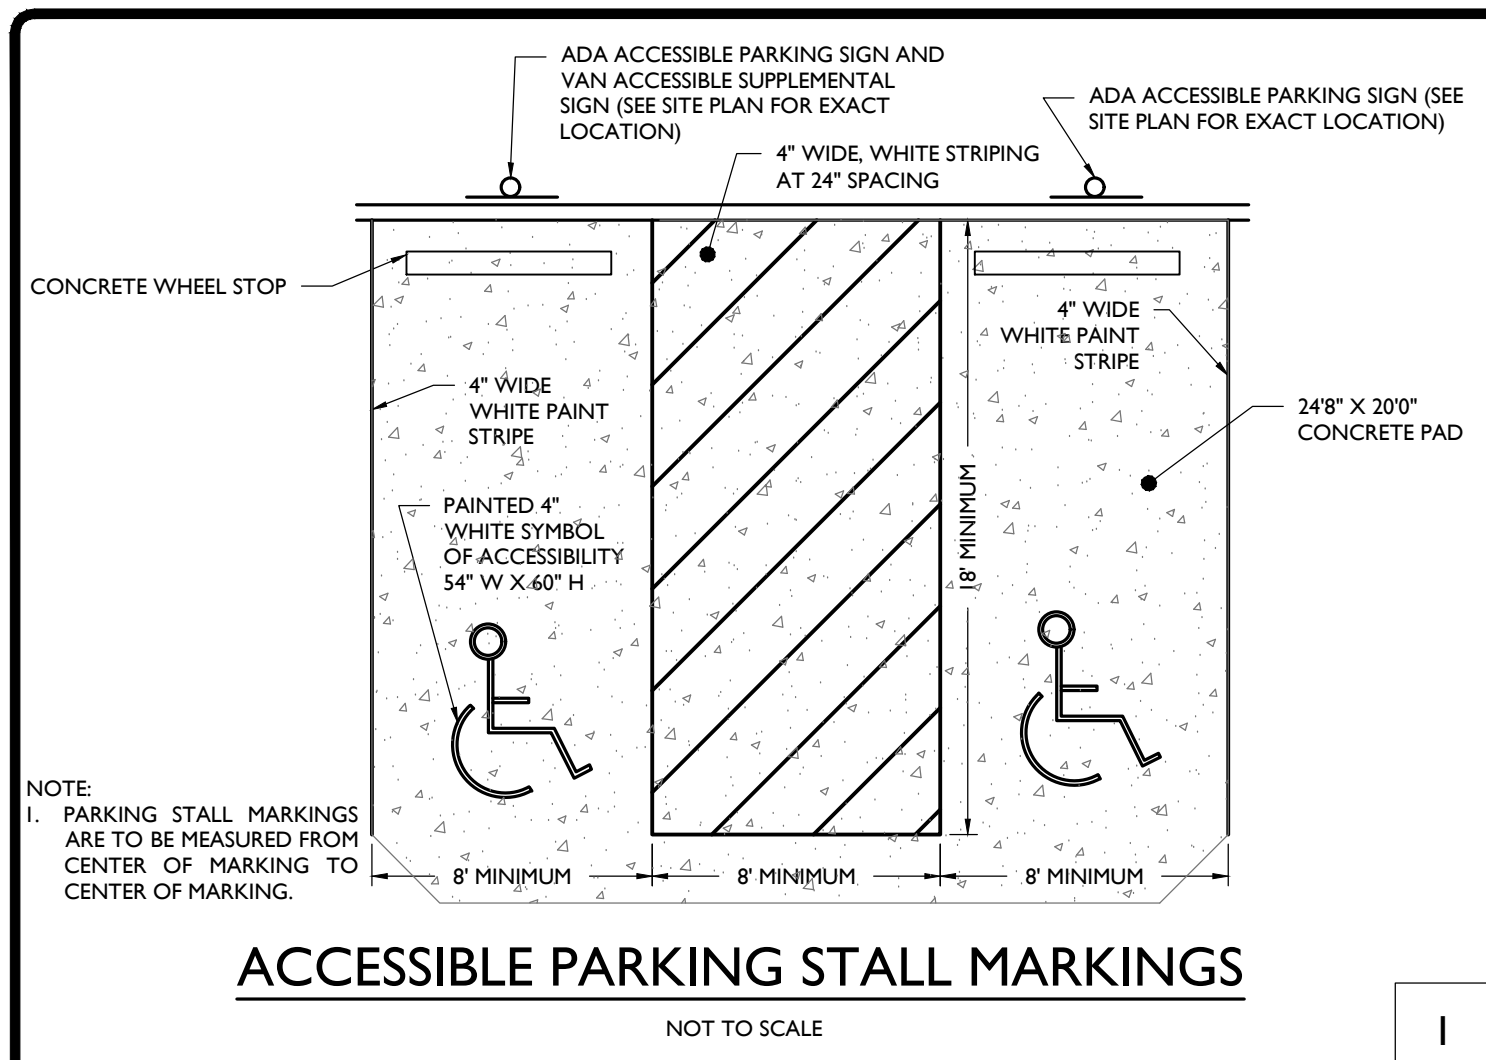 ADA ACCESSIBLE PARKING SIGN AND
VAN ACCESSIBLE SUPPLEMENTAL
SIGN (SEE SITE PLAN FOR EXACT
LOCATION)
ADA ACCESSIBLE PARKING SIGN (SEE
SITE PLAN FOR EXACT LOCATION)
4" WIDE, WHITE STRIPING
AT 24" SPACING
CONCRETE WHEEL STOP
4" WIDE
WHITE PAINT
STRIPE
4" WIDE
WHITE PAINT
STRIPE
24'8" X 20'0"
CONCRETE PAD
18' MINIMUM
PAINTED 4"
WHITE SYMBOL
OF ACCESSIBILITY
54" W X 60" H
NOTE:
1. PARKING STALL MARKINGS
ARE TO BE MEASURED FROM
CENTER OF MARKING TO
CENTER OF MARKING.
8' MINIMUM
8' MINIMUM
8' MINIMUM
ACCESSIBLE PARKING STALL MARKINGS
NOT TO SCALE
1